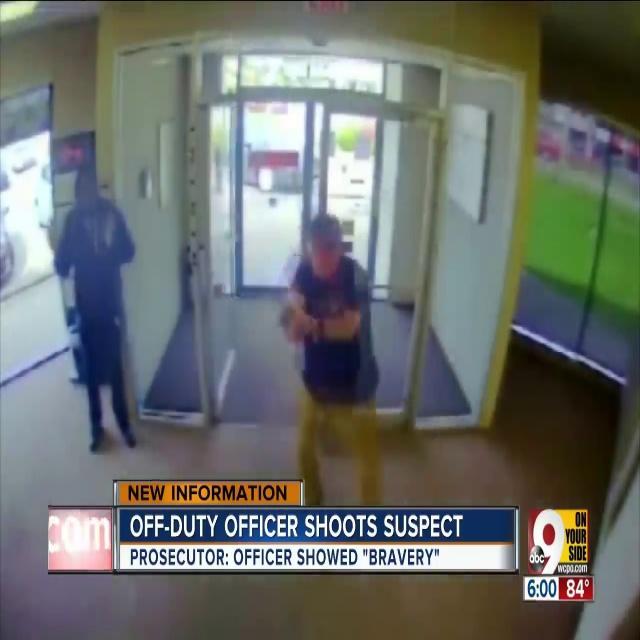 NEW INFORMATION
OFF-DUTY OFFICER SHOOTS SUSPECT
PROSECUTOR: OFFICER SHOWED "BRAVERY"
com
abc 9
ON YOUR SIDE
wcpo.com
6:00 84°